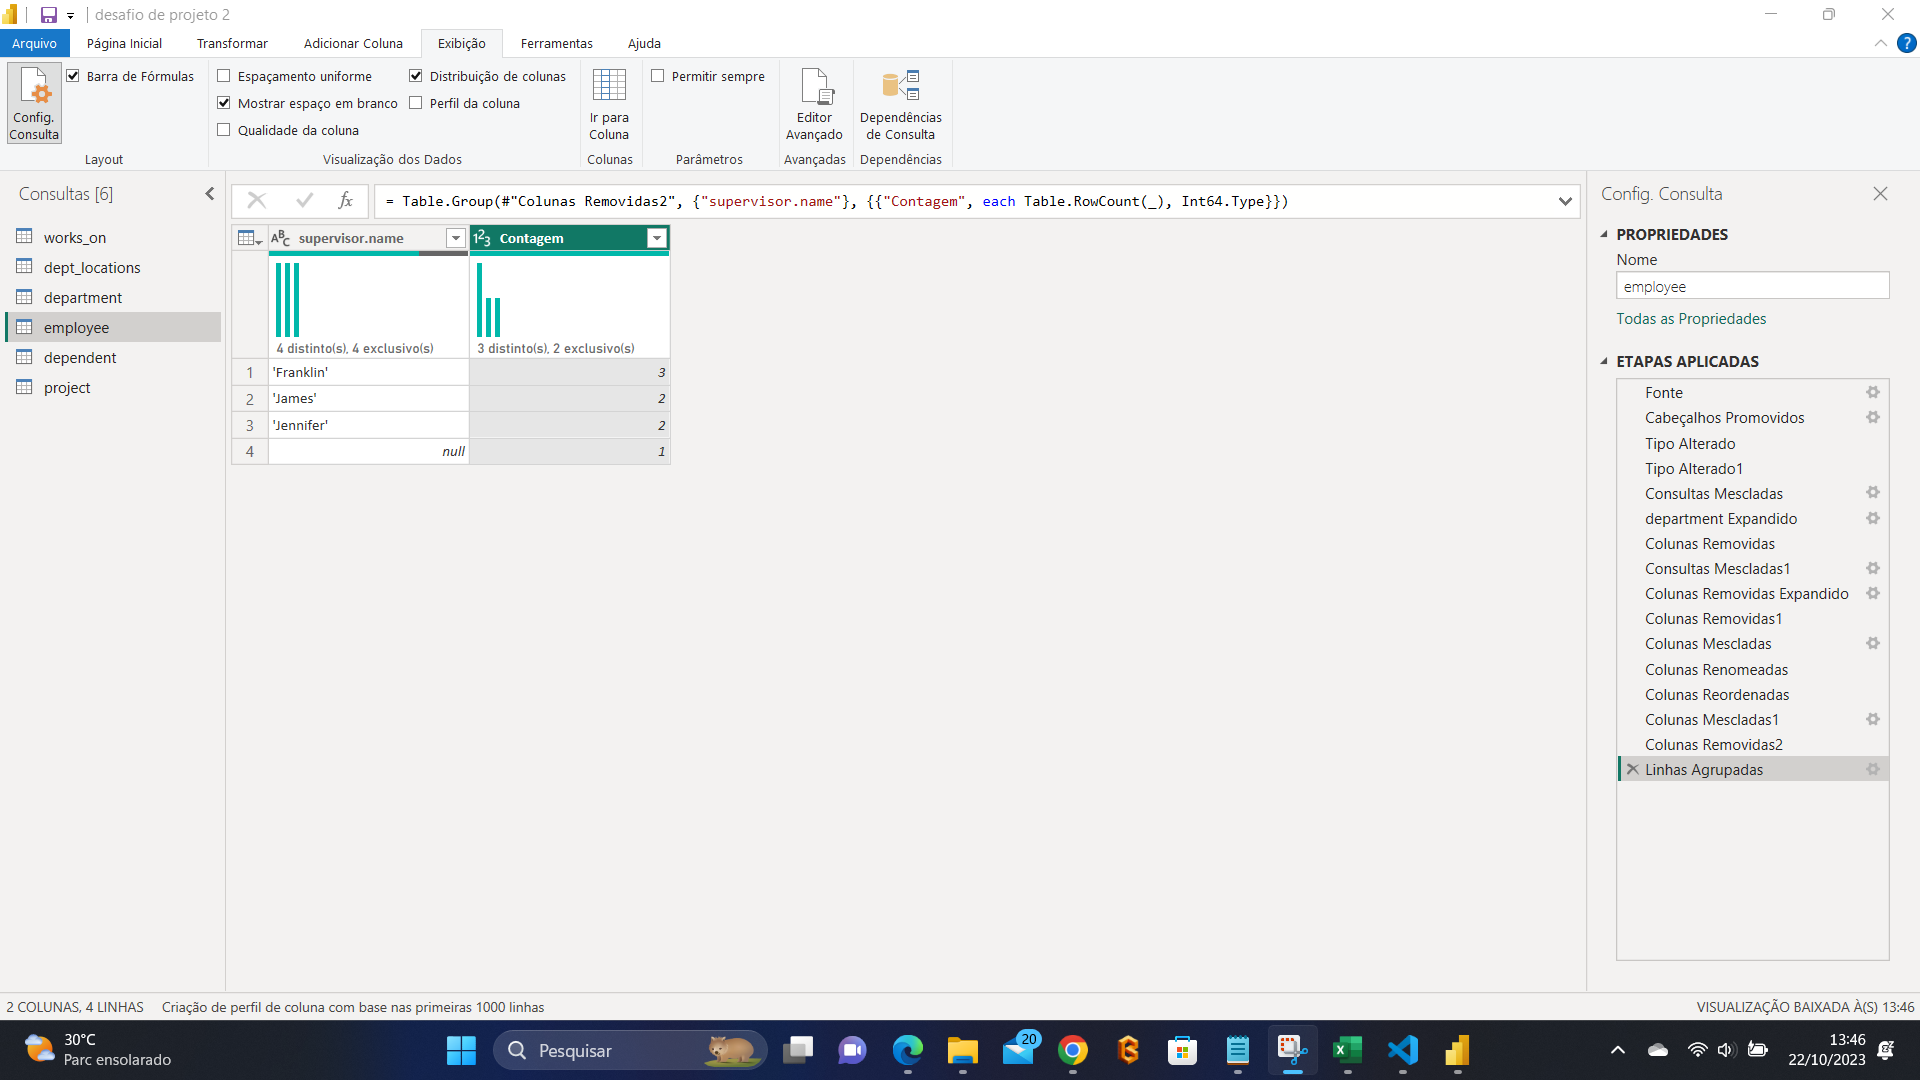 desafio de projeto 2
Arquivo
Página Inicial
Transformar
Adicionar Coluna
Exibição
Ferramentas
Ajuda
?
Config. Consulta
Barra de Fórmulas
Layout
Espaçamento uniforme
Mostrar espaço em branco
Qualidade da coluna
Distribuição de colunas
Perfil da coluna
Visualização dos Dados
Ir para Coluna
Colunas
Permitir sempre
Parâmetros
Editor Avançado
Avançadas
Dependências de Consulta
Dependências
Consultas [6]
works_on
dept_locations
department
employee
dependent
project
fx
= Table.Group(#"Colunas Removidas2", {"supervisor.name"}, {{"Contagem", each Table.RowCount(_), Int64.Type}})
ABC supervisor.name
123 Contagem
4 distinto(s), 4 exclusivo(s)
3 distinto(s), 2 exclusivo(s)
1 'Franklin' 3
2 'James' 2
3 'Jennifer' 2
4 null 1
Config. Consulta
PROPRIEDADES
Nome
employee
Todas as Propriedades
ETAPAS APLICADAS
Fonte
Cabeçalhos Promovidos
Tipo Alterado
Tipo Alterado1
Consultas Mescladas
department Expandido
Colunas Removidas
Consultas Mescladas1
Colunas Removidas Expandido
Colunas Removidas1
Colunas Mescladas
Colunas Renomeadas
Colunas Reordenadas
Colunas Mescladas1
Colunas Removidas2
Linhas Agrupadas
2 COLUNAS, 4 LINHAS
Criação de perfil de coluna com base nas primeiras 1000 linhas
VISUALIZAÇÃO BAIXADA À(S) 13:46
30°C
Parc ensolarado
Pesquisar
20
13:46
22/10/2023